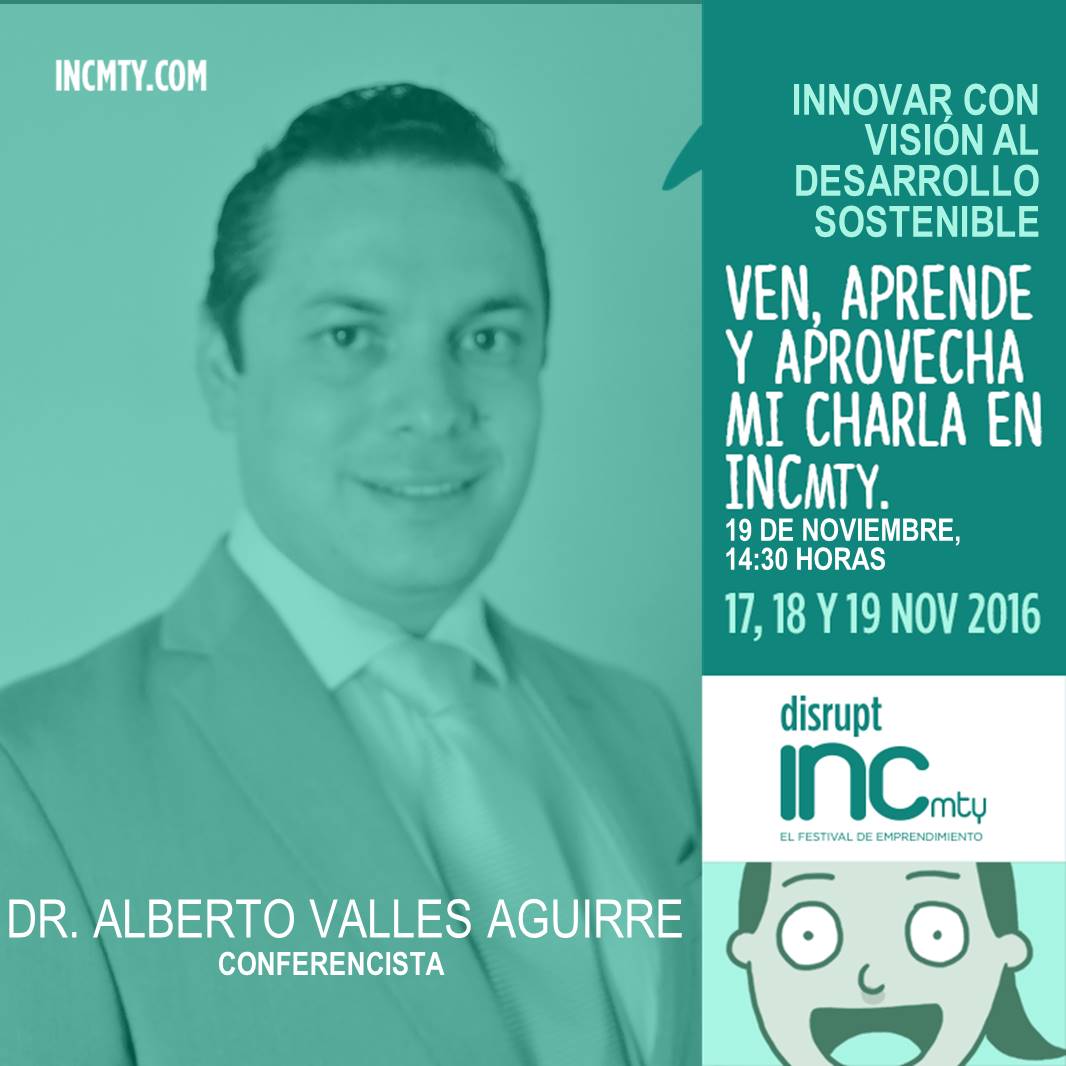 INCMTY.COM
INNOVAR CON
VISIÓN AL
DESARROLLO
SOSTENIBLE
VEN, APRENDE
Y APROVECHA
MI CHARLA EN
INCMTY.
19 DE NOVIEMBRE,
14:30 HORAS
17, 18 Y 19 NOV 2016
disrupt
INCmty
EL FESTIVAL DE EMPRENDIMIENTO
DR. ALBERTO VALLES AGUIRRE
CONFERENCISTA